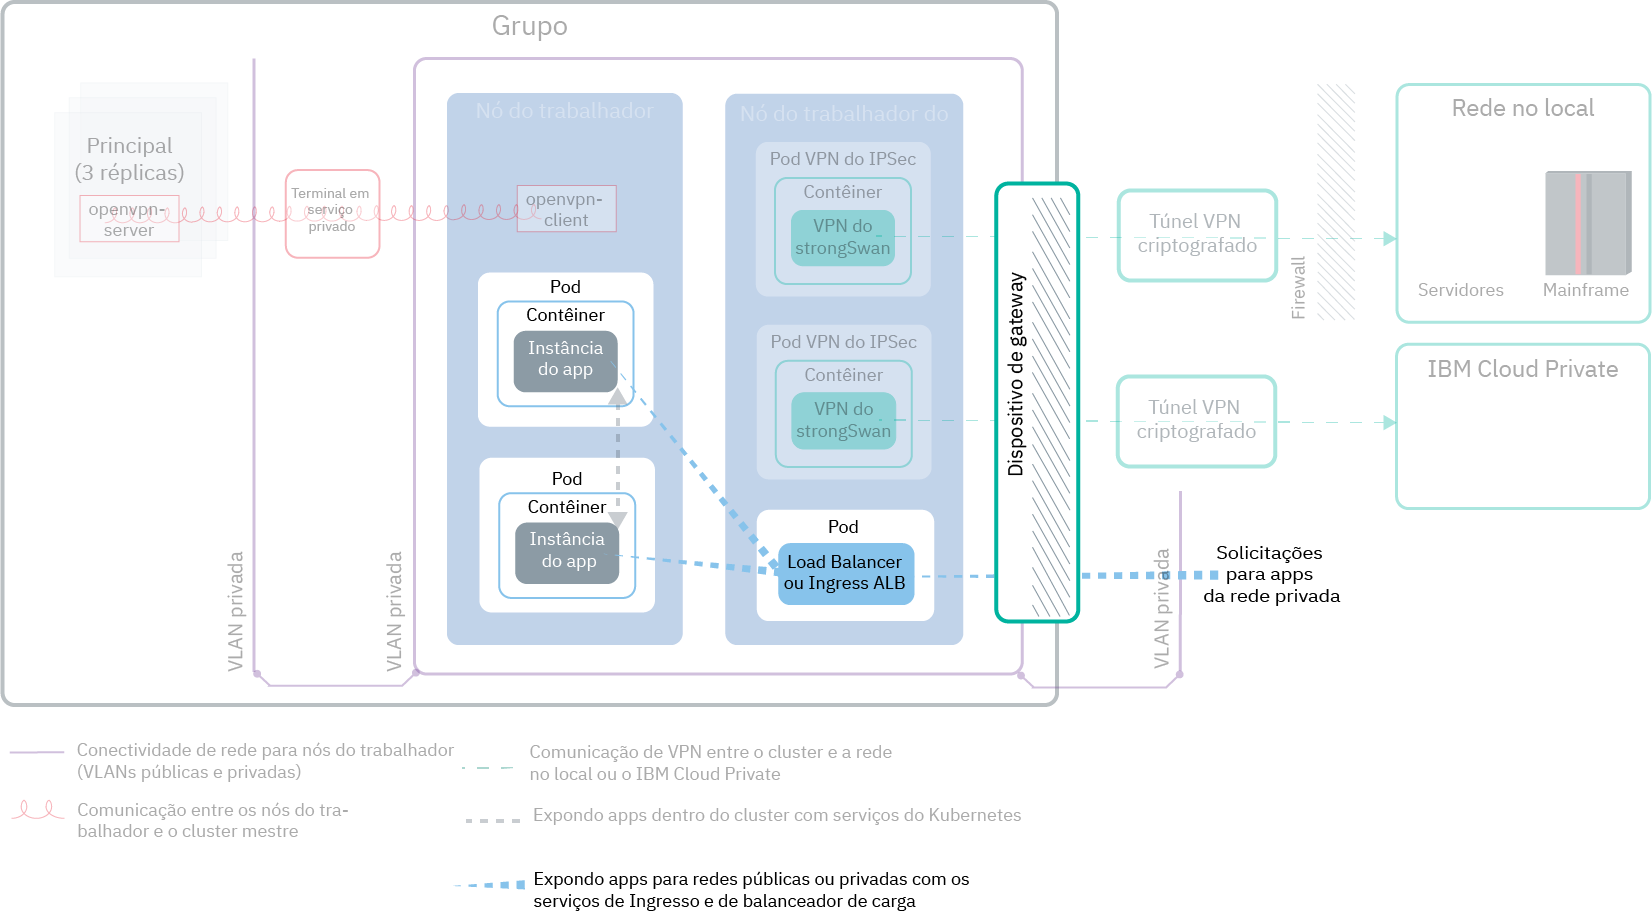 Grupo
Principal
(3 réplicas)
openvpn-
server
Terminal em
serviço
privado
Nó do trabalhador
openvpn-
client
Pod
Contêiner
Instância
do app
Pod
Contêiner
Instância
do app
Nó do trabalhador do
Pod VPN do IPSec
Contêiner
VPN do
strongSwan
Pod VPN do IPSec
Contêiner
VPN do
strongSwan
Pod
Load Balancer
ou Ingress ALB
Dispositivo de gateway
Túnel VPN
criptografado
Túnel VPN
criptografado
Firewall
Rede no local
Servidores
Mainframe
IBM Cloud Private
VLAN privada
VLAN privada
VLAN privada
Solicitações
para apps
da rede privada
Conectividade de rede para nós do trabalhador
(VLANs públicas e privadas)
Comunicação entre os nós do tra-
balhador e o cluster mestre
Comunicação de VPN entre o cluster e a rede
no local ou o IBM Cloud Private
Expondo apps dentro do cluster com serviços do Kubernetes
Expondo apps para redes públicas ou privadas com os
serviços de Ingresso e de balanceador de carga